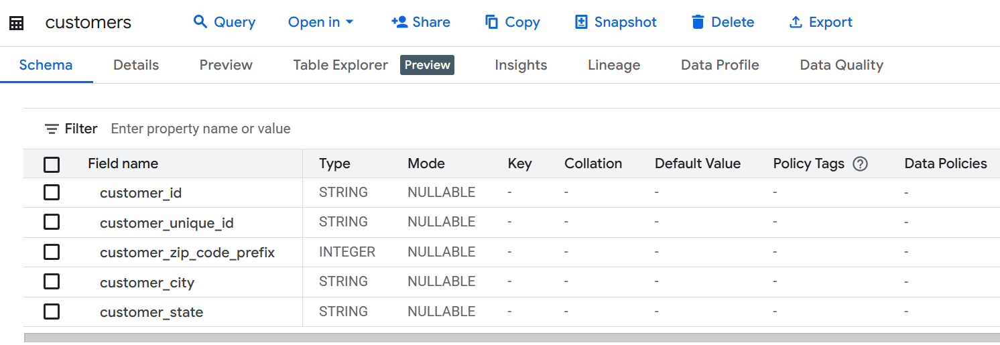 customers Query Open in Share Copy Snapshot Delete Export
Schema Details Preview Table Explorer Preview Insights Lineage Data Profile Data Quality
Filter Enter property name or value
Field name Type Mode Key Collation Default Value Policy Tags ? Data Policies
customer_id STRING NULLABLE - - - - -
customer_unique_id STRING NULLABLE - - - - -
customer_zip_code_prefix INTEGER NULLABLE - - - - -
customer_city STRING NULLABLE - - - - -
customer_state STRING NULLABLE - - - - -